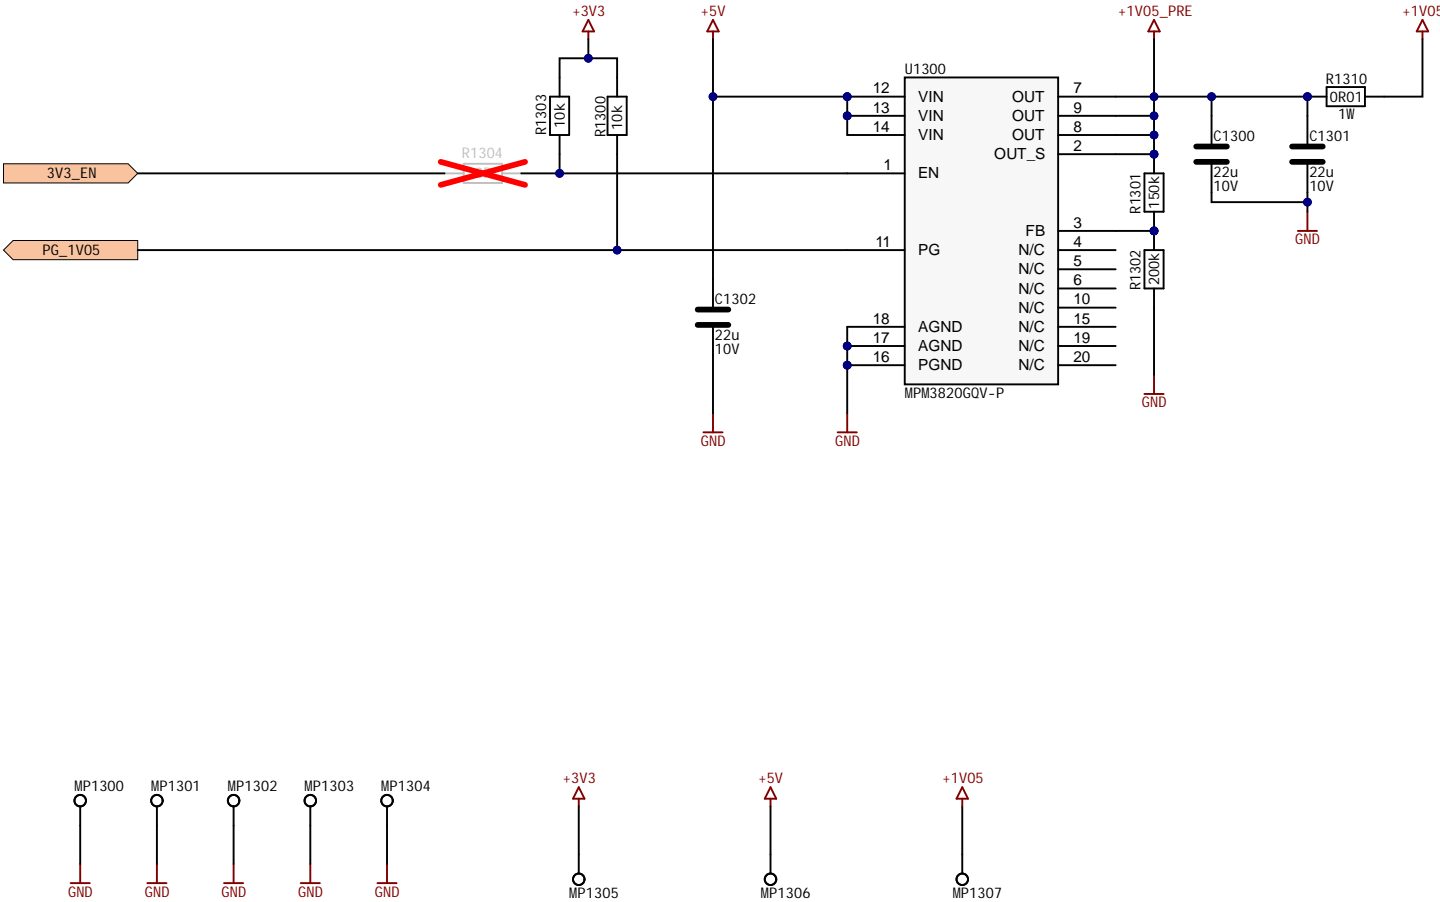 +3V3
+5V
+1V05_PRE
+1V05
U1300
R1303
10k
R1300
10k
R1304
3V3_EN
PG_1V05
12 VIN
13 VIN
14 VIN
1 EN
11 PG
18 AGND
17 AGND
16 PGND
OUT 7
OUT 9
OUT 8
OUT_S 2
FB 3
N/C 4
N/C 5
N/C 6
N/C 10
N/C 15
N/C 19
N/C 20
MPM3820GQV-P
R1301
150k
R1302
200k
R1310
0R01
1W
C1300
22u
10V
C1301
22u
10V
GND
C1302
22u
10V
GND
GND
GND
MP1300
MP1301
MP1302
MP1303
MP1304
GND
GND
GND
GND
GND
+3V3
+5V
+1V05
MP1305
MP1306
MP1307